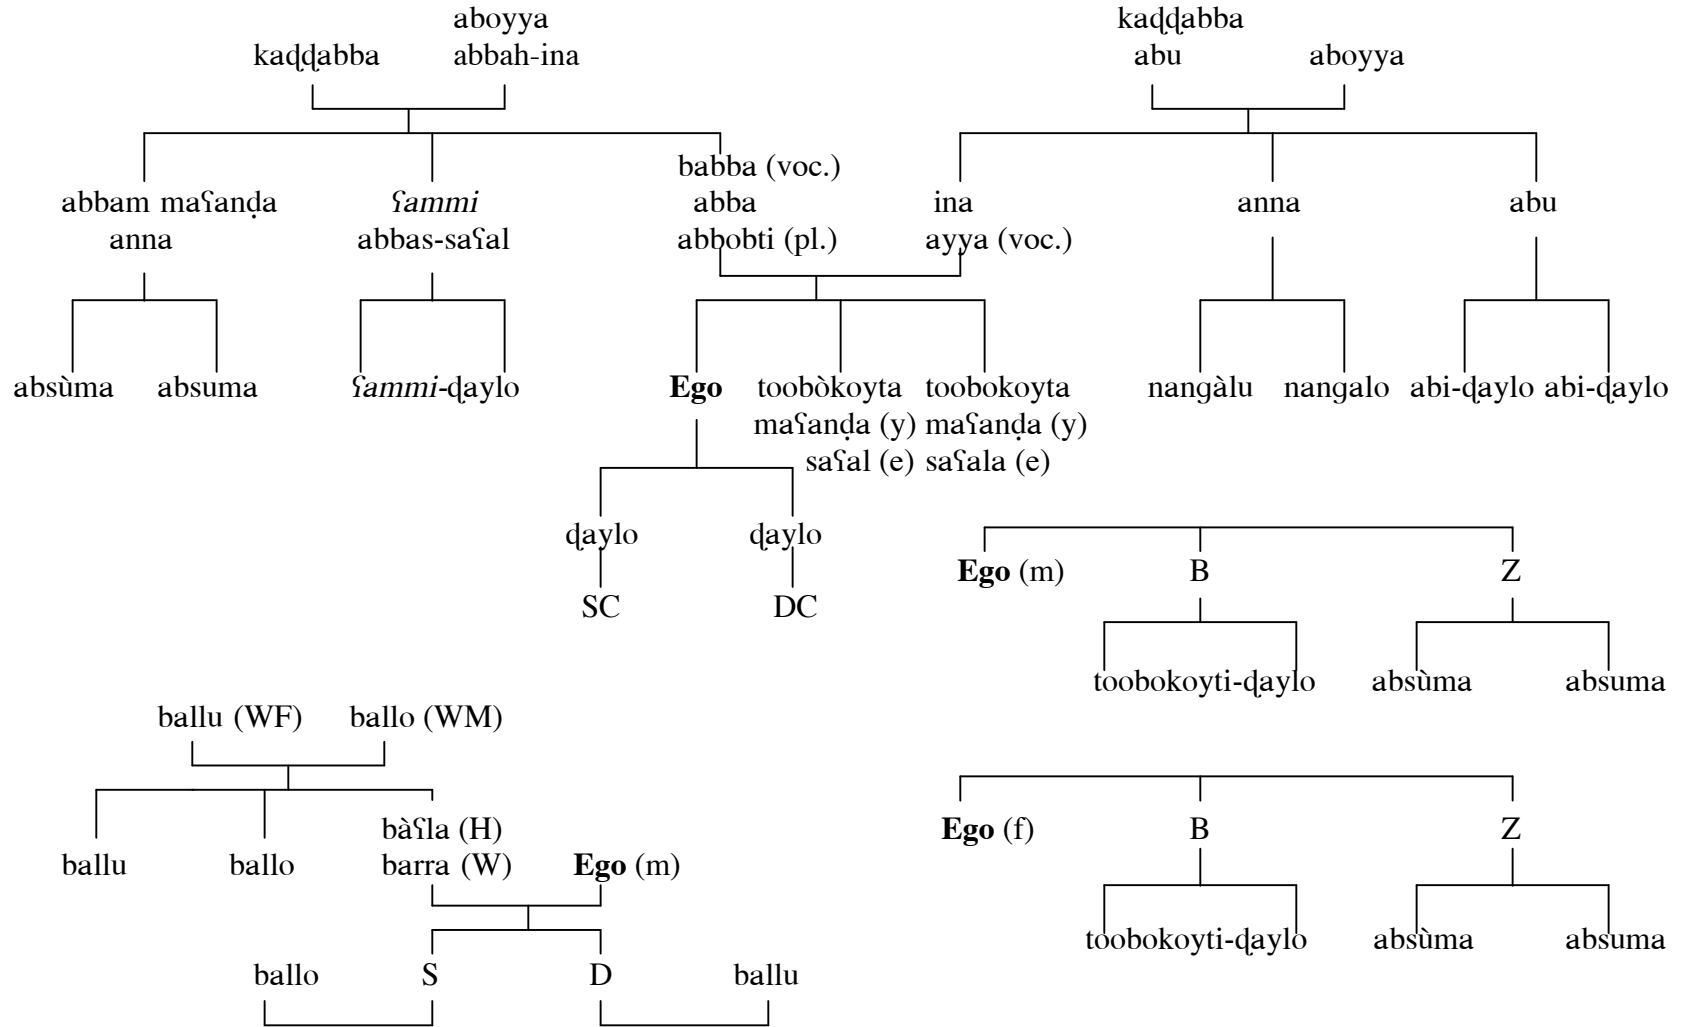 aboyya kaɖɖabba
kaɖɖabba abbah-ina abu aboyya
babba (voc.)
abbam maʕanḍa ʕammi abba ina anna abu
anna abbas-saʕal abbobti (pl.) ayya (voc.)
absùma absuma ʕammi-ɖaylo Ego toobòkoyta toobokoyta nangàlu nangalo abi-ɖaylo abi-ɖaylo
maʕanḍa (y) maʕanḍa (y)
saʕal (e) saʕala (e)
ɖaylo ɖaylo
Ego (m) B Z
SC DC
toobokoyti-ɖaylo absùma absuma
ballu (WF) ballo (WM)
bàʕla (H) Ego (f) B Z
ballu ballo barra (W) Ego (m)
toobokoyti-ɖaylo absùma absuma
ballo S D ballu